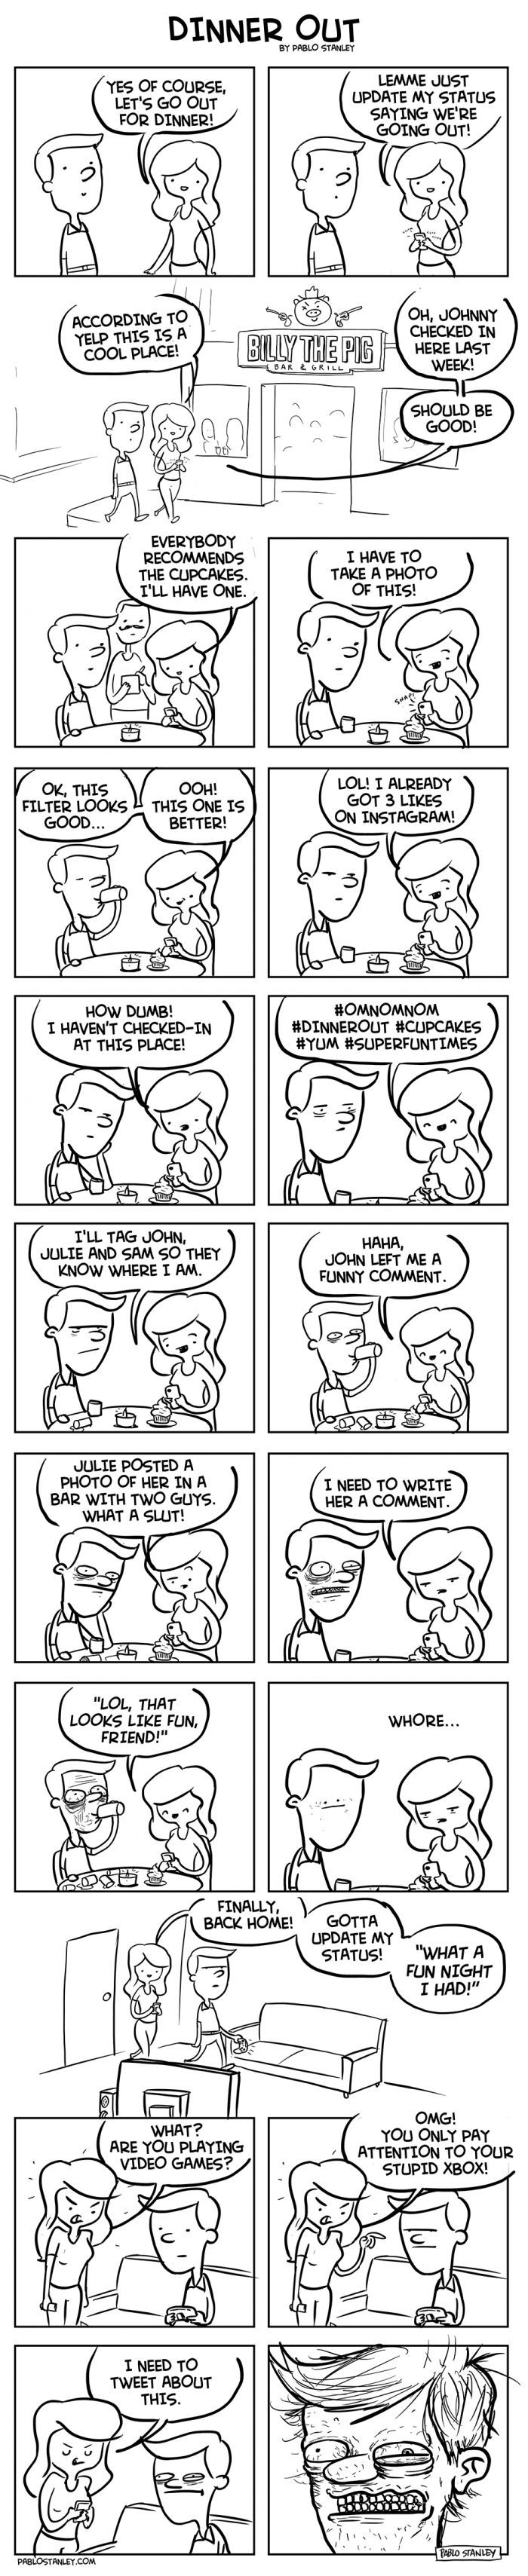 DINNER OUT
BY PABLO STANLEY
YES OF COURSE,
LET'S GO OUT
FOR DINNER!
LEMME JUST
UPDATE MY STATUS
SAYING WE'RE
GOING OUT!
ACCORDING TO
YELP THIS IS A
COOL PLACE!
BILLY THE PIG
BAR & GRILL
OH, JOHNNY
CHECKED IN
HERE LAST
WEEK!
SHOULD BE
GOOD!
EVERYBODY
RECOMMENDS
THE CUPCAKES.
I'LL HAVE ONE.
I HAVE TO
TAKE A PHOTO
OF THIS!
SNAP!
OK, THIS
FILTER LOOKS
GOOD...
OOH!
THIS ONE IS
BETTER!
LOL! I ALREADY
GOT 3 LIKES
ON INSTAGRAM!
HOW DUMB!
I HAVEN'T CHECKED-IN
AT THIS PLACE!
#OMNOMNOM
#DINNEROUT #CUPCAKES
#YUM #SUPERFUNTIMES
I'LL TAG JOHN,
JULIE AND SAM SO THEY
KNOW WHERE I AM.
HAHA,
JOHN LEFT ME A
FUNNY COMMENT.
JULIE POSTED A
PHOTO OF HER IN A
BAR WITH TWO GUYS.
WHAT A SLUT!
I NEED TO WRITE
HER A COMMENT.
"LOL, THAT
LOOKS LIKE FUN,
FRIEND!"
WHORE...
FINALLY,
BACK HOME!
GOTTA
UPDATE MY
STATUS!
"WHAT A
FUN NIGHT
I HAD!"
WHAT?
ARE YOU PLAYING
VIDEO GAMES?
OMG!
YOU ONLY PAY
ATTENTION TO YOUR
STUPID XBOX!
I NEED TO
TWEET ABOUT
THIS.
PABLOSTANLEY.COM
PABLO STANLEY